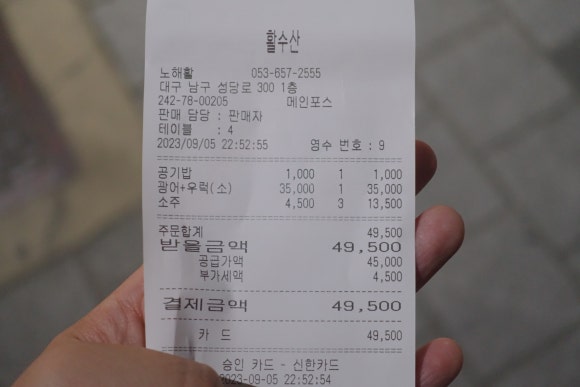 활수산
노해활 053-657-2555
대구 남구 성당로 300 1층
242-78-00205 메인포스
판매 담당 : 판매자
테이블 : 4
2023/09/05 22:52:55 영수 번호 : 9
공기밥 1,000 1 1,000
광어+우럭(소) 35,000 1 35,000
소주 4,500 3 13,500
주문합계 49,500
받을금액 49,500
공급가액 45,000
부가세액 4,500
결제금액 49,500
카 드 49,500
승인 카드 - 신한카드
2023-09-05 22:52:54